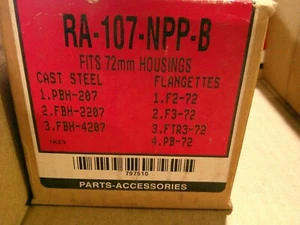 RA-107-NPP-B
FITS 72mm HOUSINGS
CAST STEEL FLANGETTES
1.PBH-207 1.F2-72
2.FBH-2207 2.F3-72
3.FBH-4207 3.FTR3-72
4.PB-72
797510
PARTS-ACCESSORIES